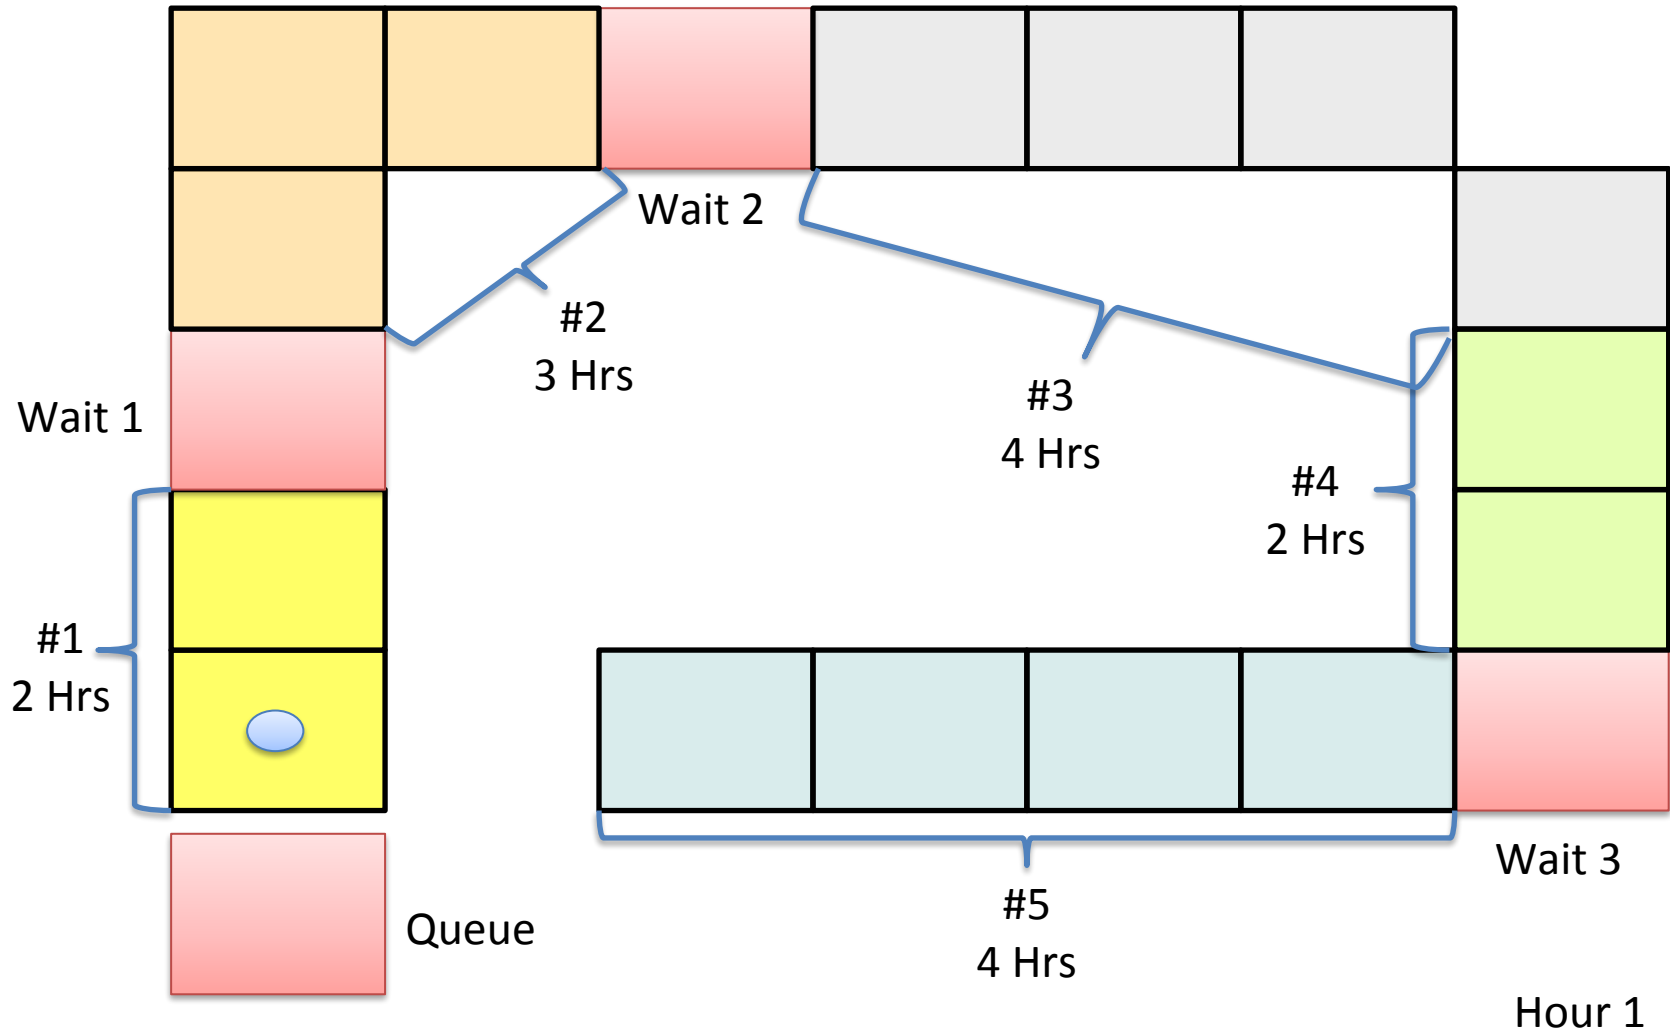 Wait 2
#2
3 Hrs
Wait 1
#3
4 Hrs
#4
2 Hrs
#1
2 Hrs
Wait 3
#5
4 Hrs
Queue
Hour 1